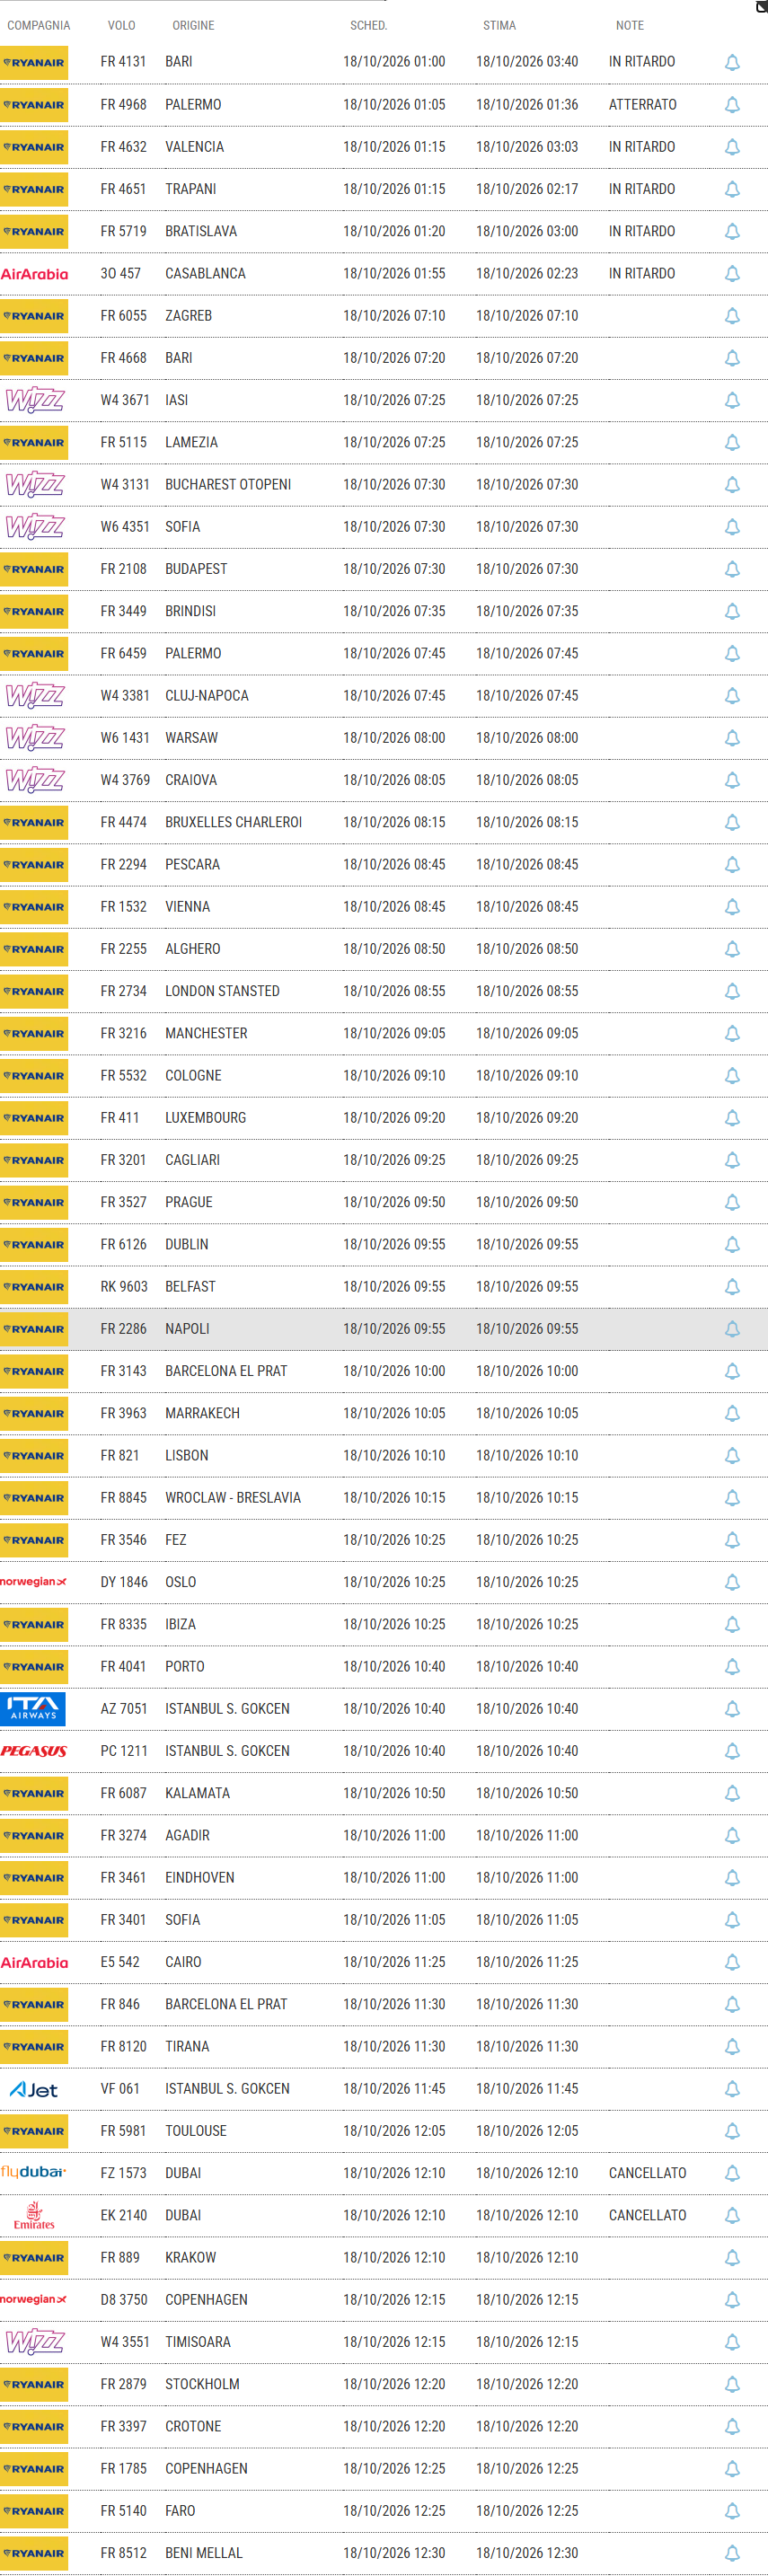 COMPAGNIA VOLO ORIGINE SCHED. STIMA NOTE
RYANAIR FR 4131 BARI 18/10/2026 01:00 18/10/2026 03:40 IN RITARDO
RYANAIR FR 4968 PALERMO 18/10/2026 01:05 18/10/2026 01:36 ATTERRATO
RYANAIR FR 4632 VALENCIA 18/10/2026 01:15 18/10/2026 03:03 IN RITARDO
RYANAIR FR 4651 TRAPANI 18/10/2026 01:15 18/10/2026 02:17 IN RITARDO
RYANAIR FR 5719 BRATISLAVA 18/10/2026 01:20 18/10/2026 03:00 IN RITARDO
AirArabia 3O 457 CASABLANCA 18/10/2026 01:55 18/10/2026 02:23 IN RITARDO
RYANAIR FR 6055 ZAGREB 18/10/2026 07:10 18/10/2026 07:10
RYANAIR FR 4668 BARI 18/10/2026 07:20 18/10/2026 07:20
WIZZ W4 3671 IASI 18/10/2026 07:25 18/10/2026 07:25
RYANAIR FR 5115 LAMEZIA 18/10/2026 07:25 18/10/2026 07:25
WIZZ W4 3131 BUCHAREST OTOPENI 18/10/2026 07:30 18/10/2026 07:30
WIZZ W6 4351 SOFIA 18/10/2026 07:30 18/10/2026 07:30
RYANAIR FR 2108 BUDAPEST 18/10/2026 07:30 18/10/2026 07:30
RYANAIR FR 3449 BRINDISI 18/10/2026 07:35 18/10/2026 07:35
RYANAIR FR 6459 PALERMO 18/10/2026 07:45 18/10/2026 07:45
WIZZ W4 3381 CLUJ-NAPOCA 18/10/2026 07:45 18/10/2026 07:45
WIZZ W6 1431 WARSAW 18/10/2026 08:00 18/10/2026 08:00
WIZZ W4 3769 CRAIOVA 18/10/2026 08:05 18/10/2026 08:05
RYANAIR FR 4474 BRUXELLES CHARLEROI 18/10/2026 08:15 18/10/2026 08:15
RYANAIR FR 2294 PESCARA 18/10/2026 08:45 18/10/2026 08:45
RYANAIR FR 1532 VIENNA 18/10/2026 08:45 18/10/2026 08:45
RYANAIR FR 2255 ALGHERO 18/10/2026 08:50 18/10/2026 08:50
RYANAIR FR 2734 LONDON STANSTED 18/10/2026 08:55 18/10/2026 08:55
RYANAIR FR 3216 MANCHESTER 18/10/2026 09:05 18/10/2026 09:05
RYANAIR FR 5532 COLOGNE 18/10/2026 09:10 18/10/2026 09:10
RYANAIR FR 411 LUXEMBOURG 18/10/2026 09:20 18/10/2026 09:20
RYANAIR FR 3201 CAGLIARI 18/10/2026 09:25 18/10/2026 09:25
RYANAIR FR 3527 PRAGUE 18/10/2026 09:50 18/10/2026 09:50
RYANAIR FR 6126 DUBLIN 18/10/2026 09:55 18/10/2026 09:55
RYANAIR RK 9603 BELFAST 18/10/2026 09:55 18/10/2026 09:55
RYANAIR FR 2286 NAPOLI 18/10/2026 09:55 18/10/2026 09:55
RYANAIR FR 3143 BARCELONA EL PRAT 18/10/2026 10:00 18/10/2026 10:00
RYANAIR FR 3963 MARRAKECH 18/10/2026 10:05 18/10/2026 10:05
RYANAIR FR 821 LISBON 18/10/2026 10:10 18/10/2026 10:10
RYANAIR FR 8845 WROCLAW - BRESLAVIA 18/10/2026 10:15 18/10/2026 10:15
RYANAIR FR 3546 FEZ 18/10/2026 10:25 18/10/2026 10:25
norwegian DY 1846 OSLO 18/10/2026 10:25 18/10/2026 10:25
RYANAIR FR 8335 IBIZA 18/10/2026 10:25 18/10/2026 10:25
RYANAIR FR 4041 PORTO 18/10/2026 10:40 18/10/2026 10:40
ITA AIRWAYS AZ 7051 ISTANBUL S. GOKCEN 18/10/2026 10:40 18/10/2026 10:40
PEGASUS PC 1211 ISTANBUL S. GOKCEN 18/10/2026 10:40 18/10/2026 10:40
RYANAIR FR 6087 KALAMATA 18/10/2026 10:50 18/10/2026 10:50
RYANAIR FR 3274 AGADIR 18/10/2026 11:00 18/10/2026 11:00
RYANAIR FR 3461 EINDHOVEN 18/10/2026 11:00 18/10/2026 11:00
RYANAIR FR 3401 SOFIA 18/10/2026 11:05 18/10/2026 11:05
AirArabia E5 542 CAIRO 18/10/2026 11:25 18/10/2026 11:25
RYANAIR FR 846 BARCELONA EL PRAT 18/10/2026 11:30 18/10/2026 11:30
RYANAIR FR 8120 TIRANA 18/10/2026 11:30 18/10/2026 11:30
AJet VF 061 ISTANBUL S. GOKCEN 18/10/2026 11:45 18/10/2026 11:45
RYANAIR FR 5981 TOULOUSE 18/10/2026 12:05 18/10/2026 12:05
flydubai FZ 1573 DUBAI 18/10/2026 12:10 18/10/2026 12:10 CANCELLATO
Emirates EK 2140 DUBAI 18/10/2026 12:10 18/10/2026 12:10 CANCELLATO
RYANAIR FR 889 KRAKOW 18/10/2026 12:10 18/10/2026 12:10
norwegian D8 3750 COPENHAGEN 18/10/2026 12:15 18/10/2026 12:15
WIZZ W4 3551 TIMISOARA 18/10/2026 12:15 18/10/2026 12:15
RYANAIR FR 2879 STOCKHOLM 18/10/2026 12:20 18/10/2026 12:20
RYANAIR FR 3397 CROTONE 18/10/2026 12:20 18/10/2026 12:20
RYANAIR FR 1785 COPENHAGEN 18/10/2026 12:25 18/10/2026 12:25
RYANAIR FR 5140 FARO 18/10/2026 12:25 18/10/2026 12:25
RYANAIR FR 8512 BENI MELLAL 18/10/2026 12:30 18/10/2026 12:30